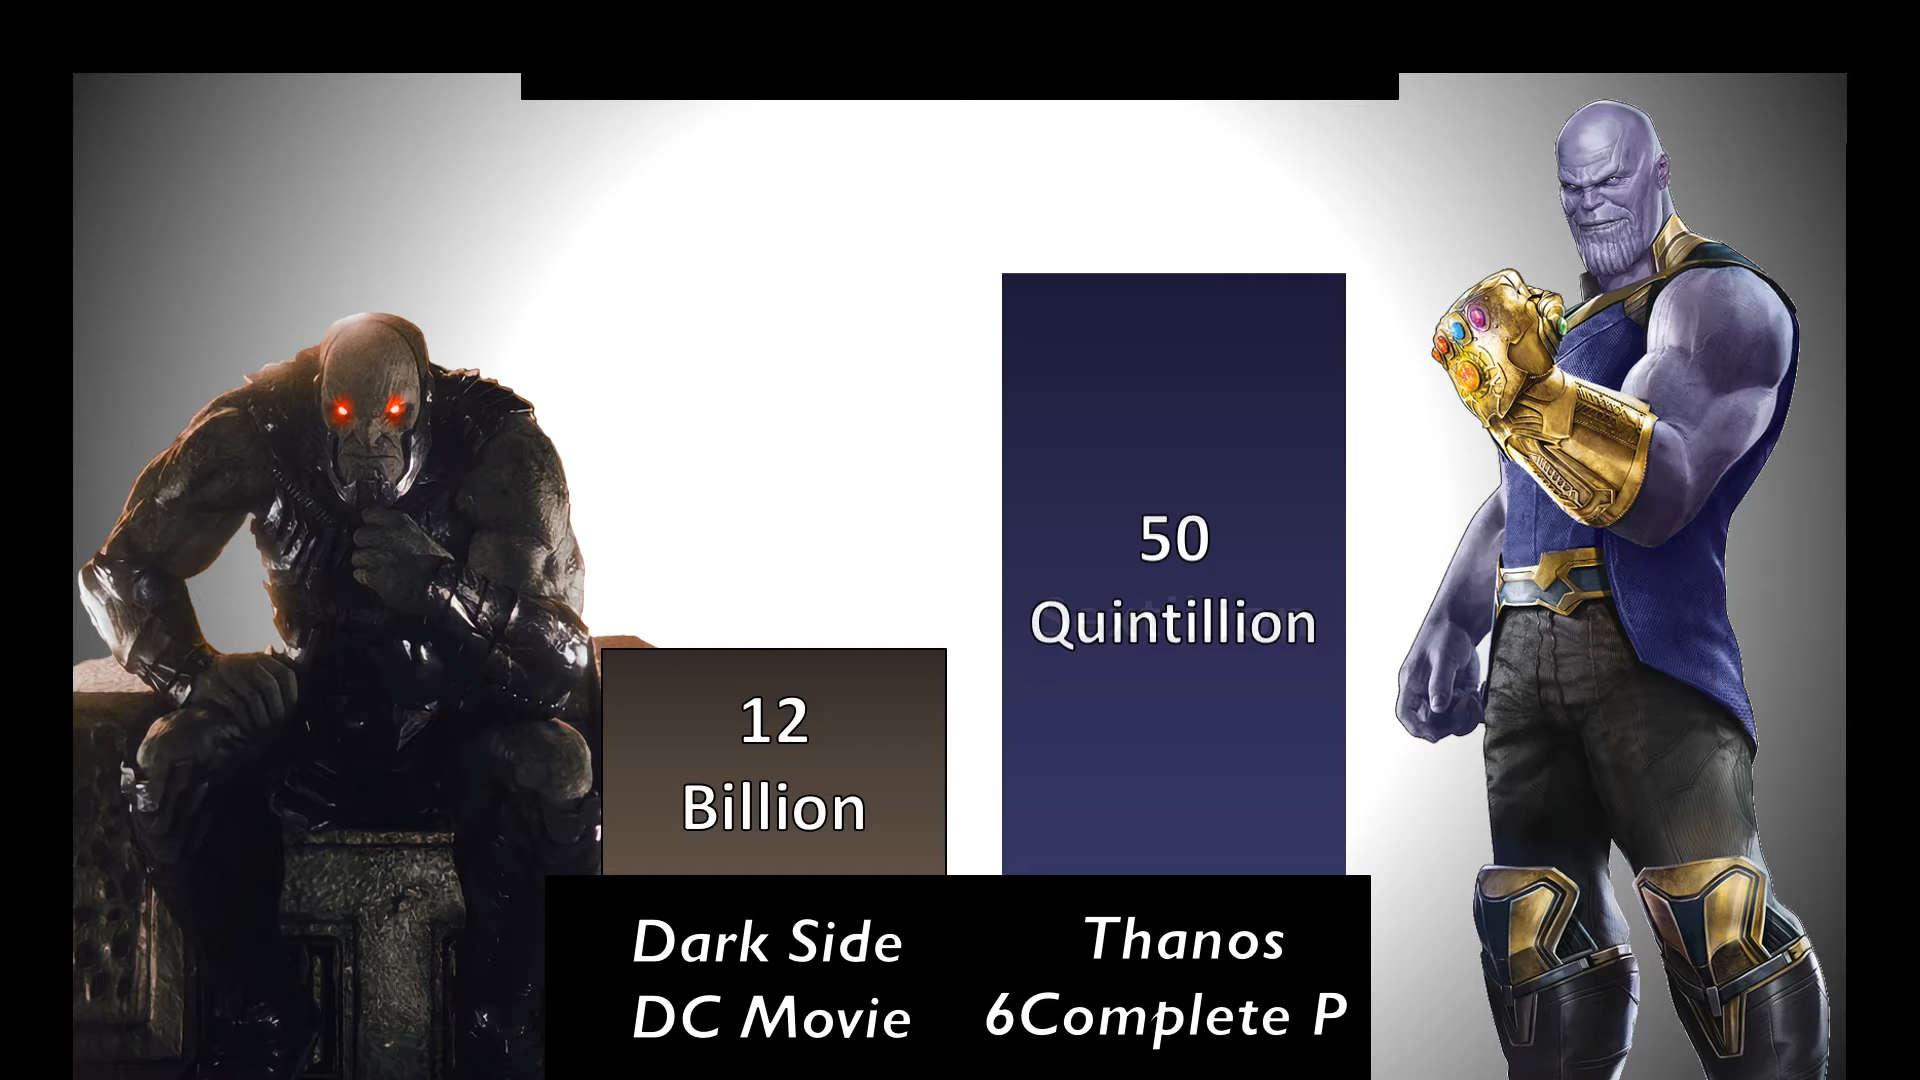 12
Billion
50
Quintillion
Dark Side
DC Movie
Thanos
6Complete P